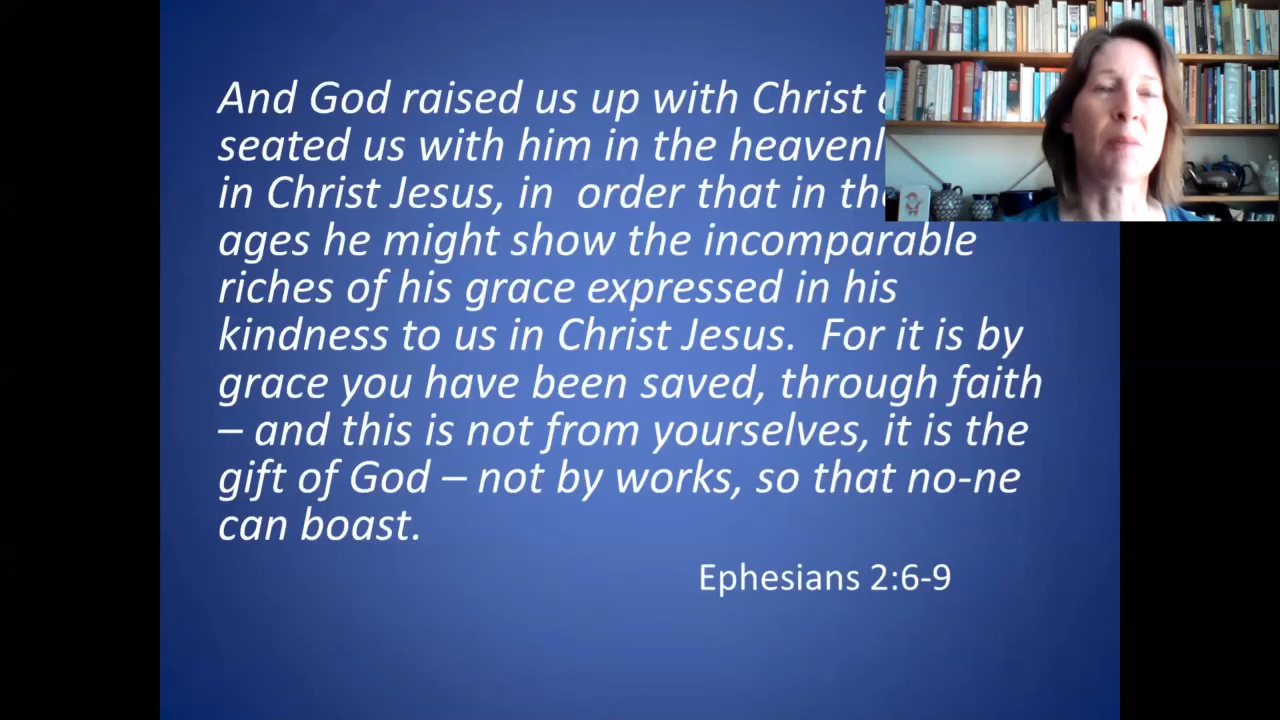 And God raised us up with Christ
seated us with him in the
in Christ Jesus, in order that in
ages he might show the incomparable
riches of his grace expressed in his
kindness to us in Christ Jesus. For it is by
grace you have been saved, through faith
– and this is not from yourselves, it is the
gift of God – not by works, so that no-ne
can boast.
Ephesians 2:6-9